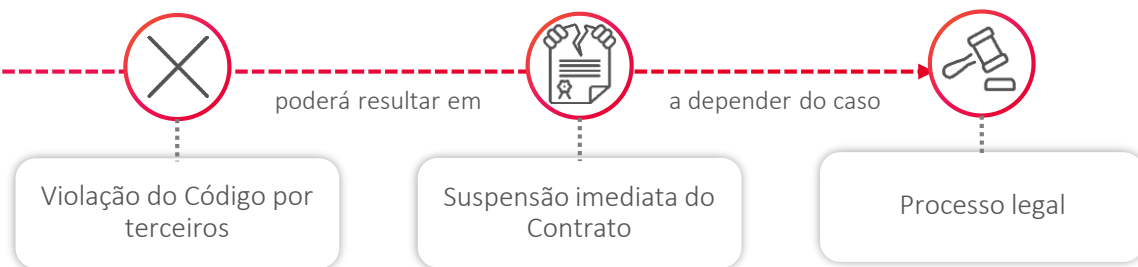 poderá resultar em
a depender do caso
Violação do Código por
terceiros
Suspensão imediata do
Contrato
Processo legal